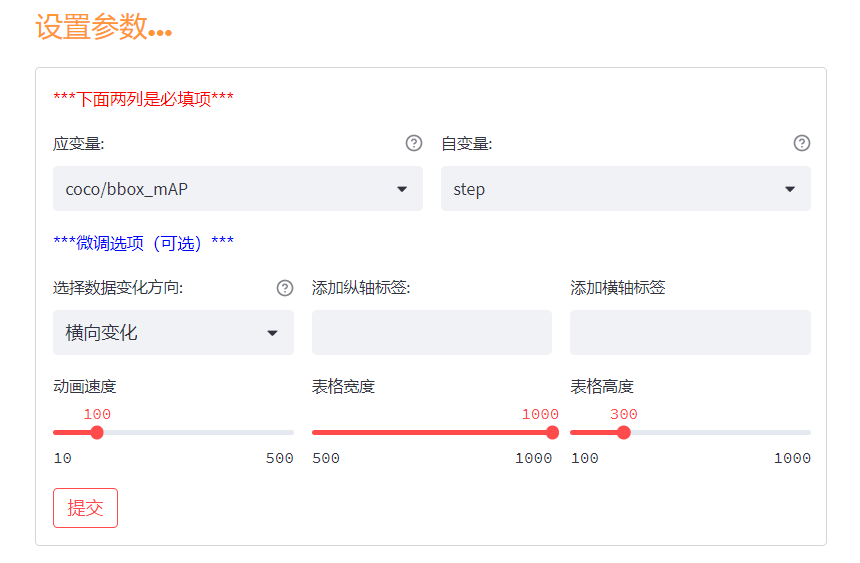 设置参数...
***下面两列是必填项***
应变量:
自变量:
coco/bbox_mAP
step
***微调选项（可选）***
选择数据变化方向:
添加纵轴标签:
添加横轴标签
横向变化
动画速度
表格宽度
表格高度
100
1000
300
10 500
500 1000
100 1000
提交